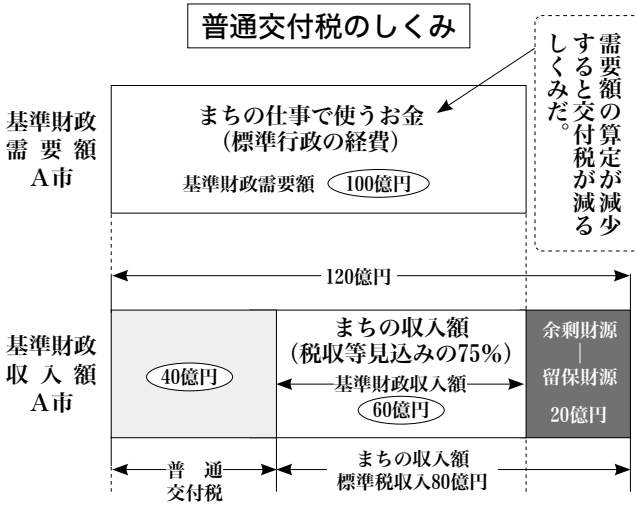 普通交付税のしくみ
需要額の算定が減少
すると交付税が減る
しくみだ。
基準財政
需要額
A市
まちの仕事で使うお金
(標準行政の経費)
基準財政需要額 100億円
120億円
基準財政
収入額
A市
40億円
まちの収入額
(税収等見込みの75%)
基準財政収入額
60億円
余剰財源
|
留保財源
20億円
普通
交付税
まちの収入額
標準税収入80億円